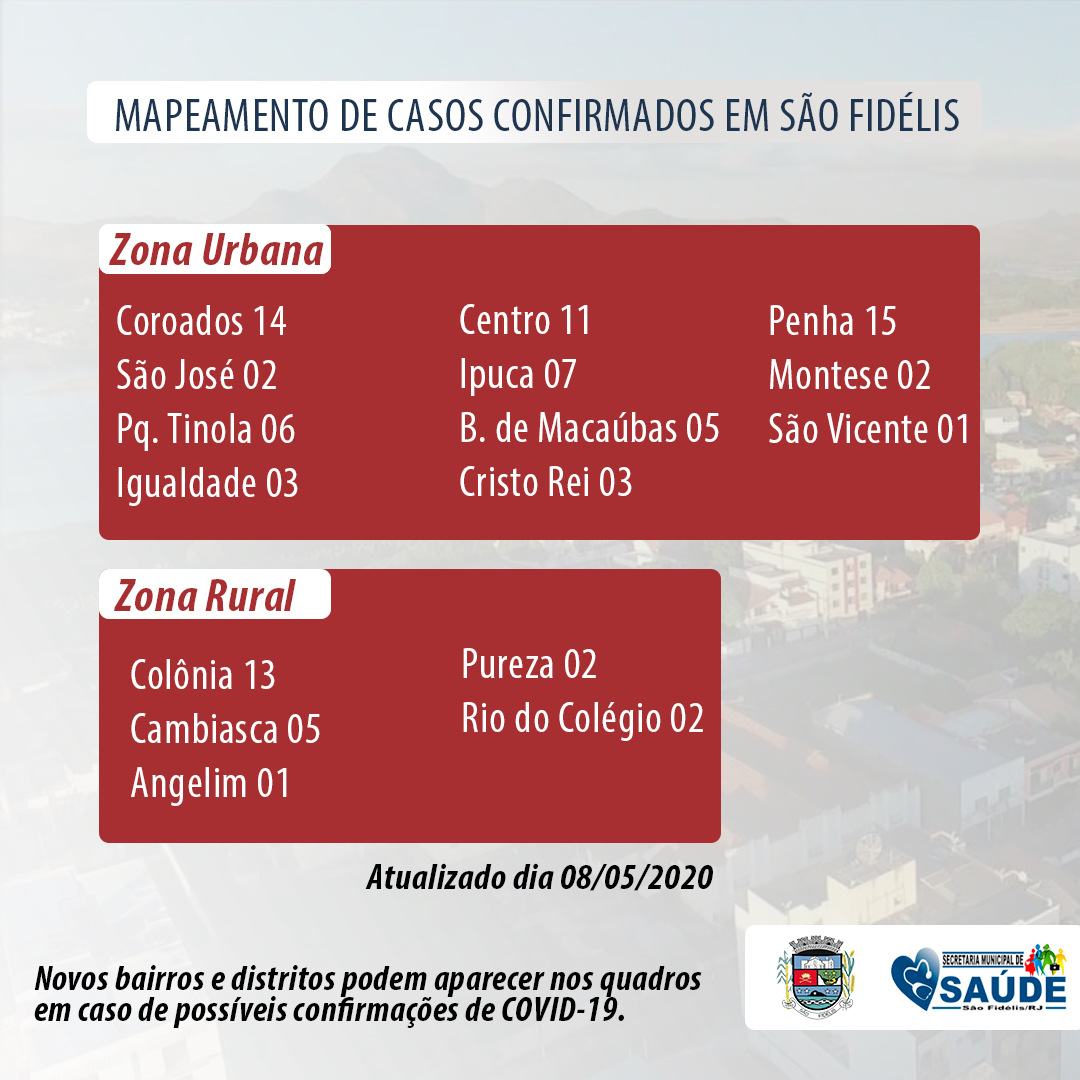 MAPEAMENTO DE CASOS CONFIRMADOS EM SÃO FIDÉLIS
Zona Urbana
Coroados 14
São José 02
Pq. Tinola 06
Igualdade 03
Centro 11
Ipuca 07
B. de Macaúbas 05
Cristo Rei 03
Penha 15
Montese 02
São Vicente 01
Zona Rural
Colônia 13
Cambiasca 05
Angelim 01
Pureza 02
Rio do Colégio 02
Atualizado dia 08/05/2020
Novos bairros e distritos podem aparecer nos quadros
em caso de possíveis confirmações de COVID-19.
SÃO FIDÉLIS
SECRETARIA MUNICIPAL DE
SAÚDE
São Fidélis/RJ